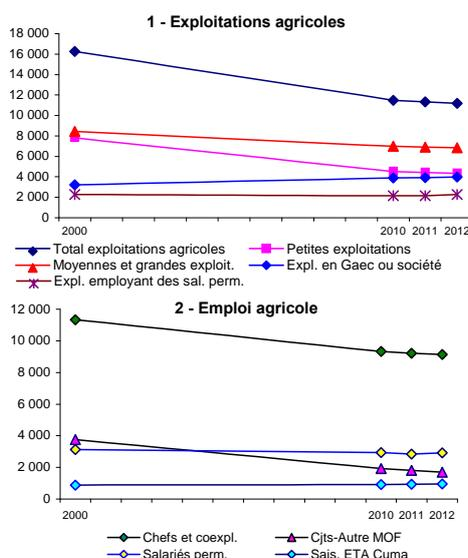 1 - Exploitations agricoles
18 000
16 000
14 000
12 000
10 000
8 000
6 000
4 000
2 000
0
2000 2010 2011 2012
Total exploitations agricoles Petites exploitations
Moyennes et grandes exploit. Expl. en Gaec ou société
Expl. employant des sal. perm.
2 - Emploi agricole
12 000
10 000
8 000
6 000
4 000
2 000
0
2000 2010 2011 2012
Chefs et coexpl. Cjts-Autre MOF
Salariés perm. Sais. ETA Cuma